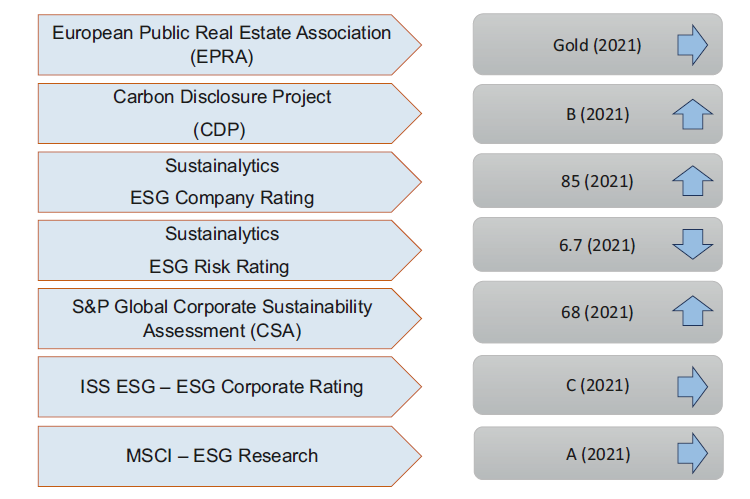 European Public Real Estate Association
(EPRA)
Gold (2021)
Carbon Disclosure Project
(CDP)
B (2021)
Sustainalytics
ESG Company Rating
85 (2021)
Sustainalytics
ESG Risk Rating
6.7 (2021)
S&P Global Corporate Sustainability
Assessment (CSA)
68 (2021)
ISS ESG – ESG Corporate Rating
C (2021)
MSCI – ESG Research
A (2021)